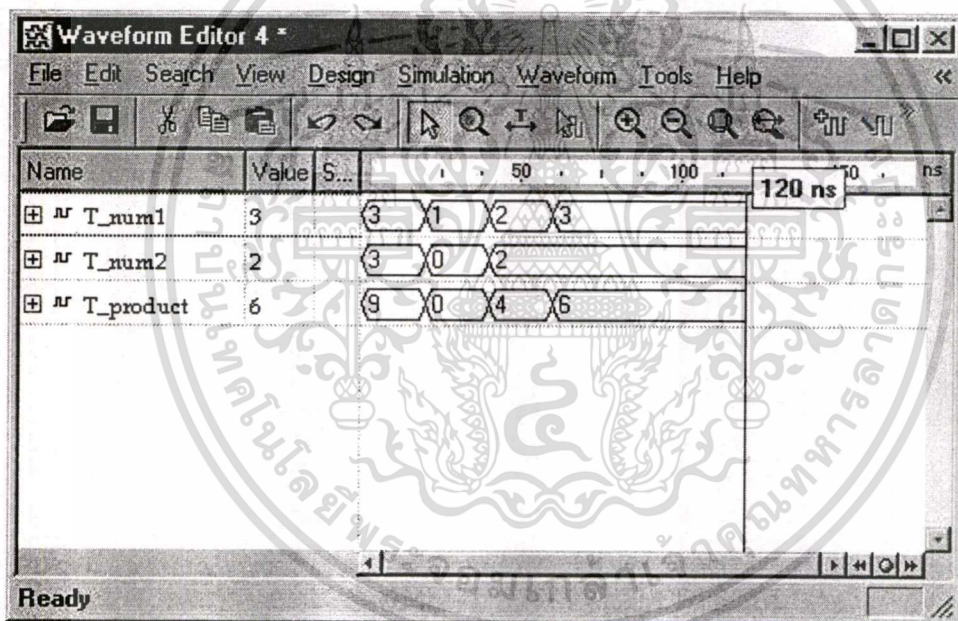 Waveform Editor 4 *
File Edit Search View Design Simulation Waveform Tools Help
Name Value S... 50 100 ns
120 ns
T_num1 3 3 1 2 3
T_num2 2 3 0 2
T_product 6 9 0 4 6
Ready